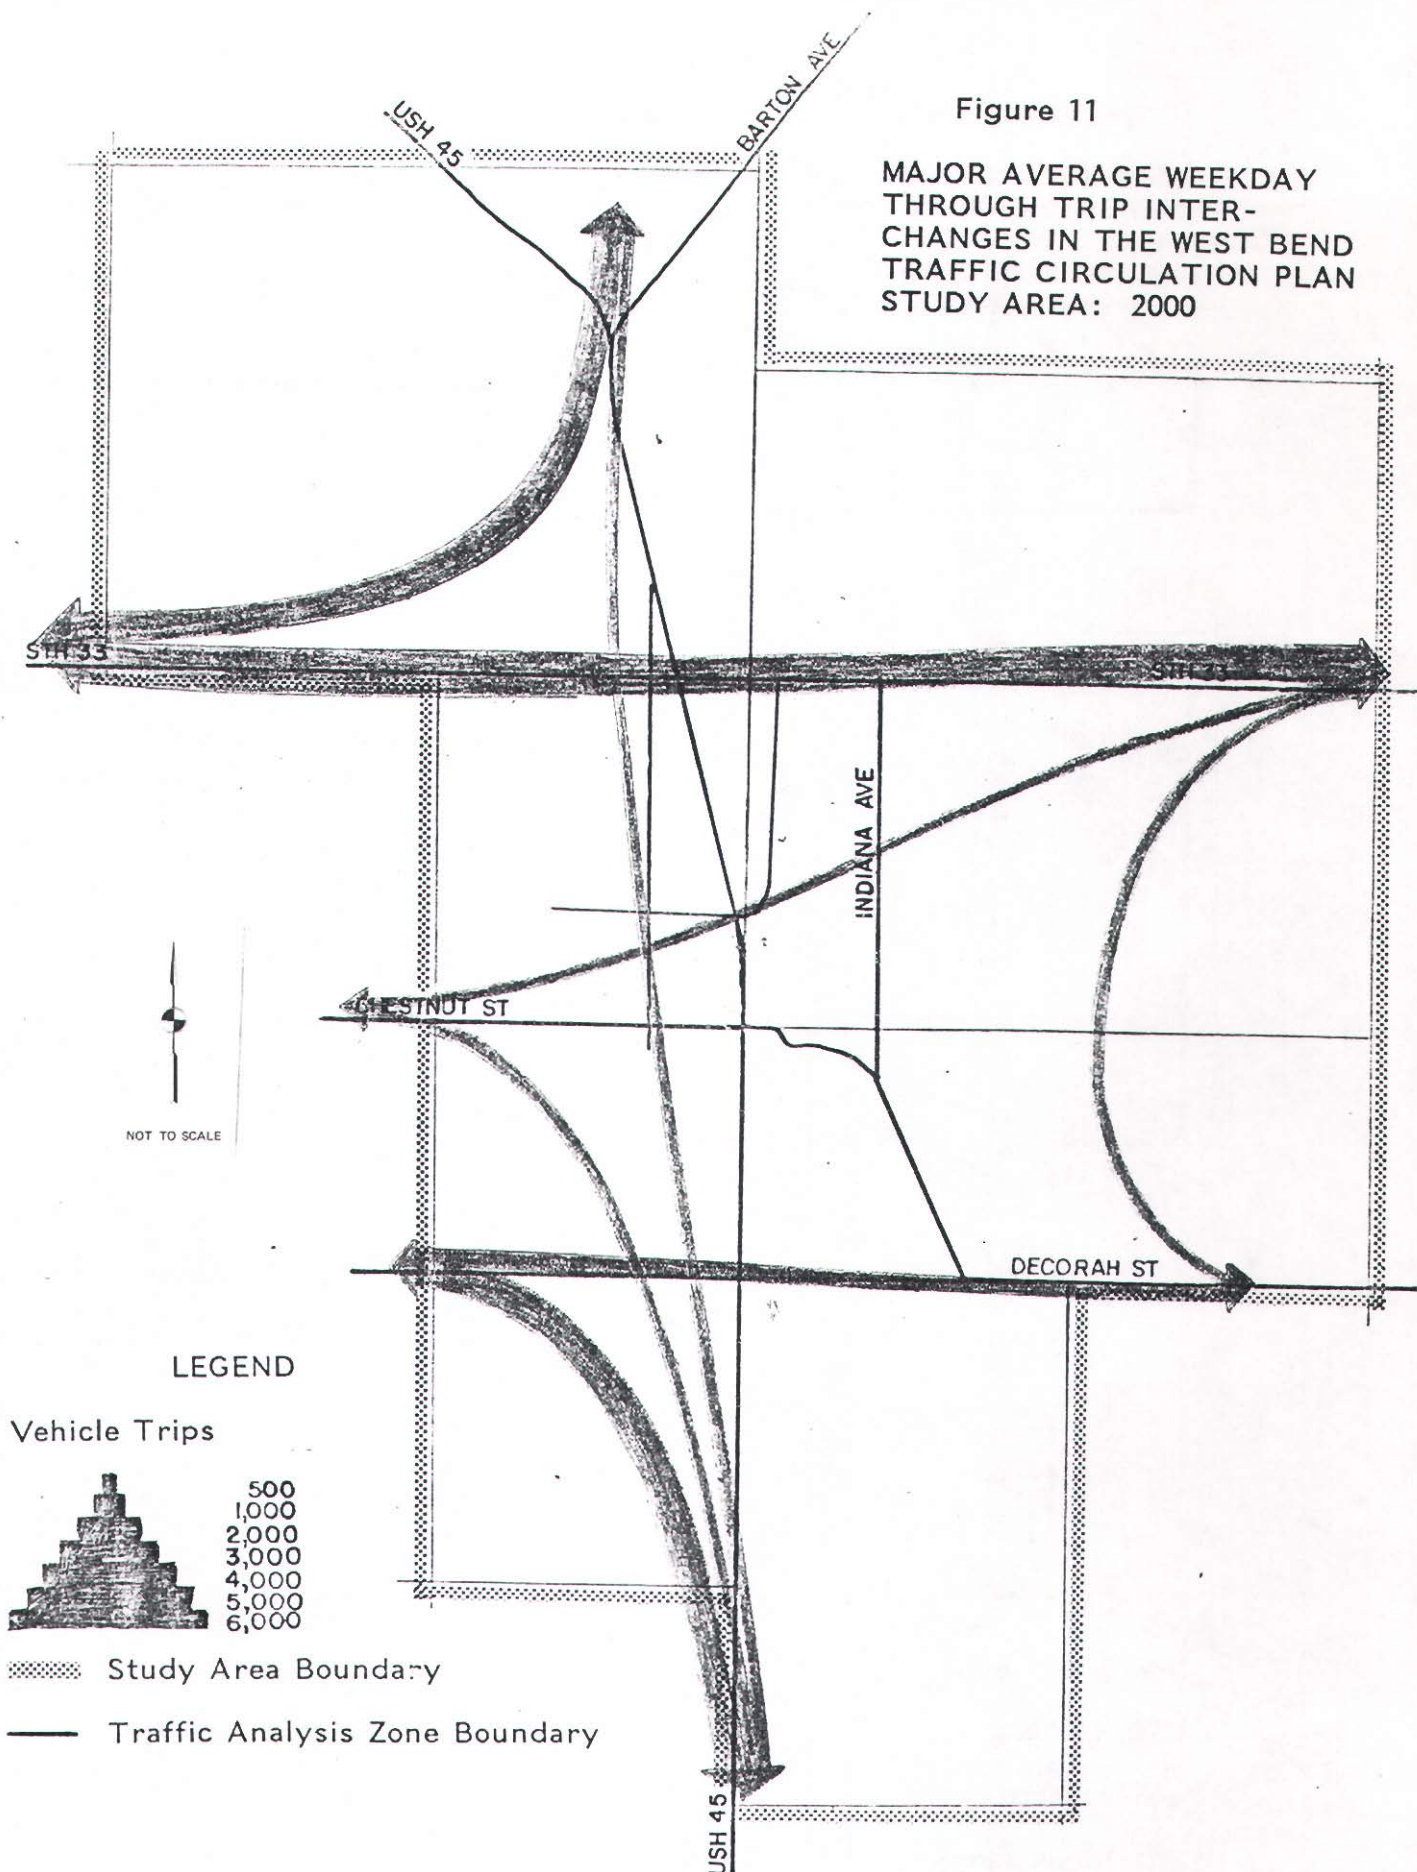 Figure 11
MAJOR AVERAGE WEEKDAY
THROUGH TRIP INTER-
CHANGES IN THE WEST BEND
TRAFFIC CIRCULATION PLAN
STUDY AREA: 2000
USH 45
BARTON AVE
STH 33
STH 33
INDIANA AVE
CHESTNUT ST
NOT TO SCALE
DECORAH ST
LEGEND
Vehicle Trips
500
1,000
2,000
3,000
4,000
5,000
6,000
Study Area Boundary
Traffic Analysis Zone Boundary
USH 45